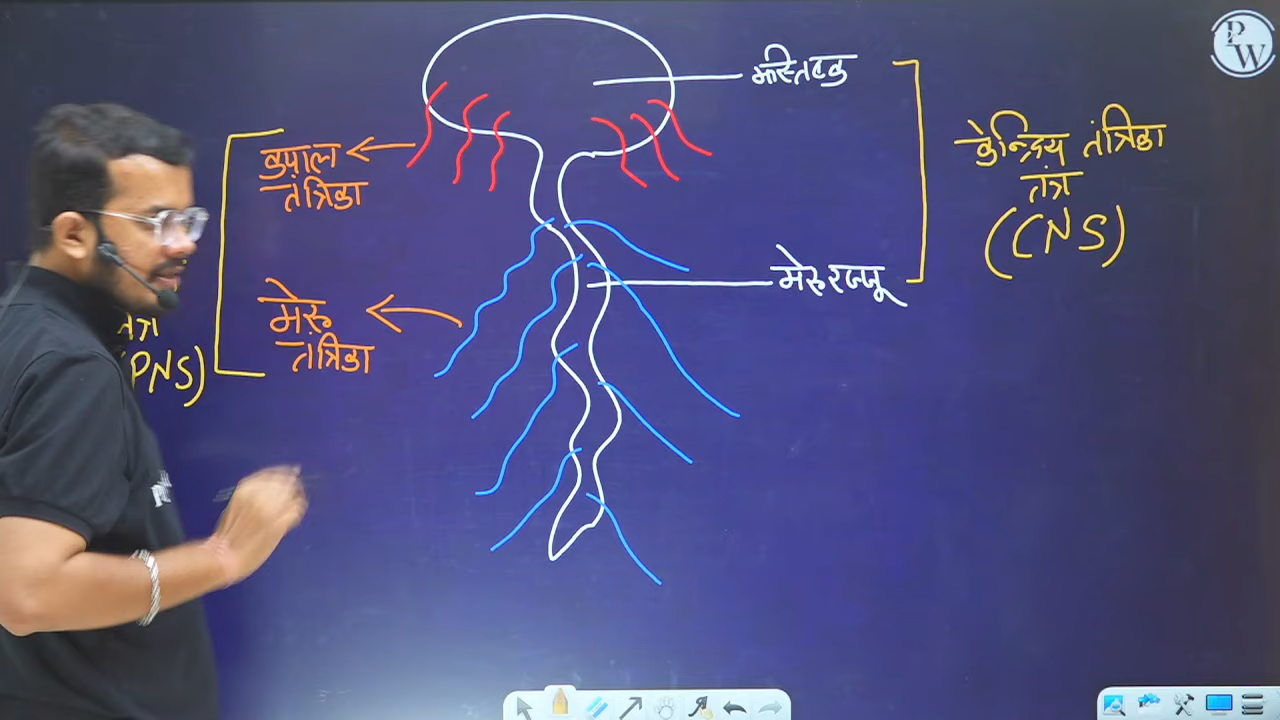 मस्तिष्क
केन्द्रिय तंत्रिका
तंत्र
(CNS)
मेरुरज्जू
कपाल
तंत्रिका
मेरु
तंत्रिका
तंत्र
(PNS)
PW